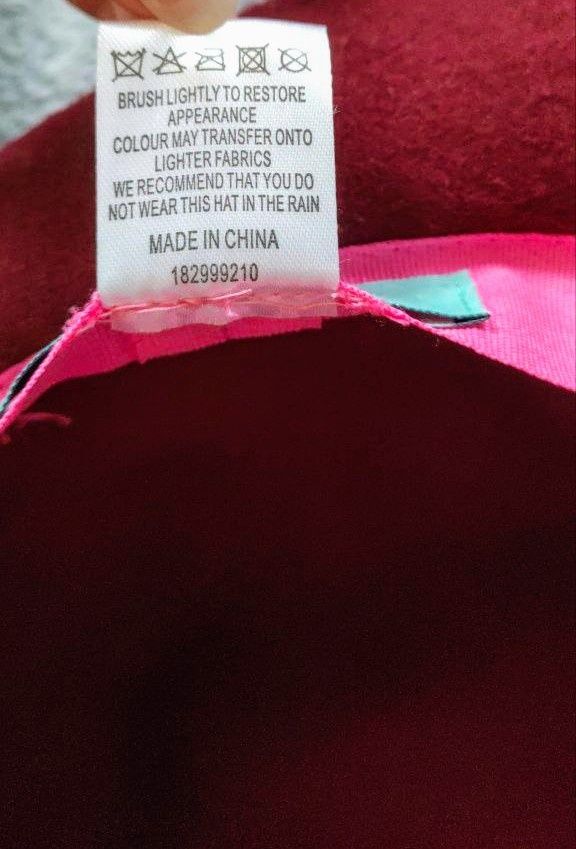 BRUSH LIGHTLY TO RESTORE
APPEARANCE
COLOUR MAY TRANSFER ONTO
LIGHTER FABRICS
WE RECOMMEND THAT YOU DO
NOT WEAR THIS HAT IN THE RAIN
MADE IN CHINA
182999210